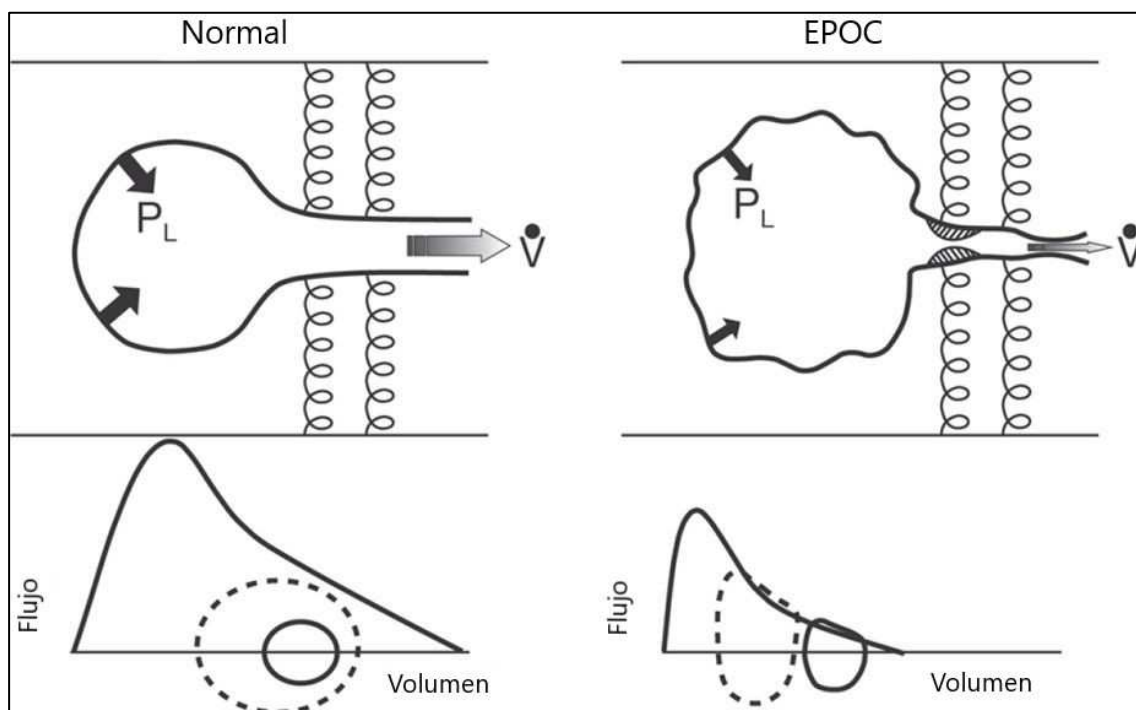 Normal
EPOC
PL
V̇
PL
V̇
Flujo
Volumen
Flujo
Volumen